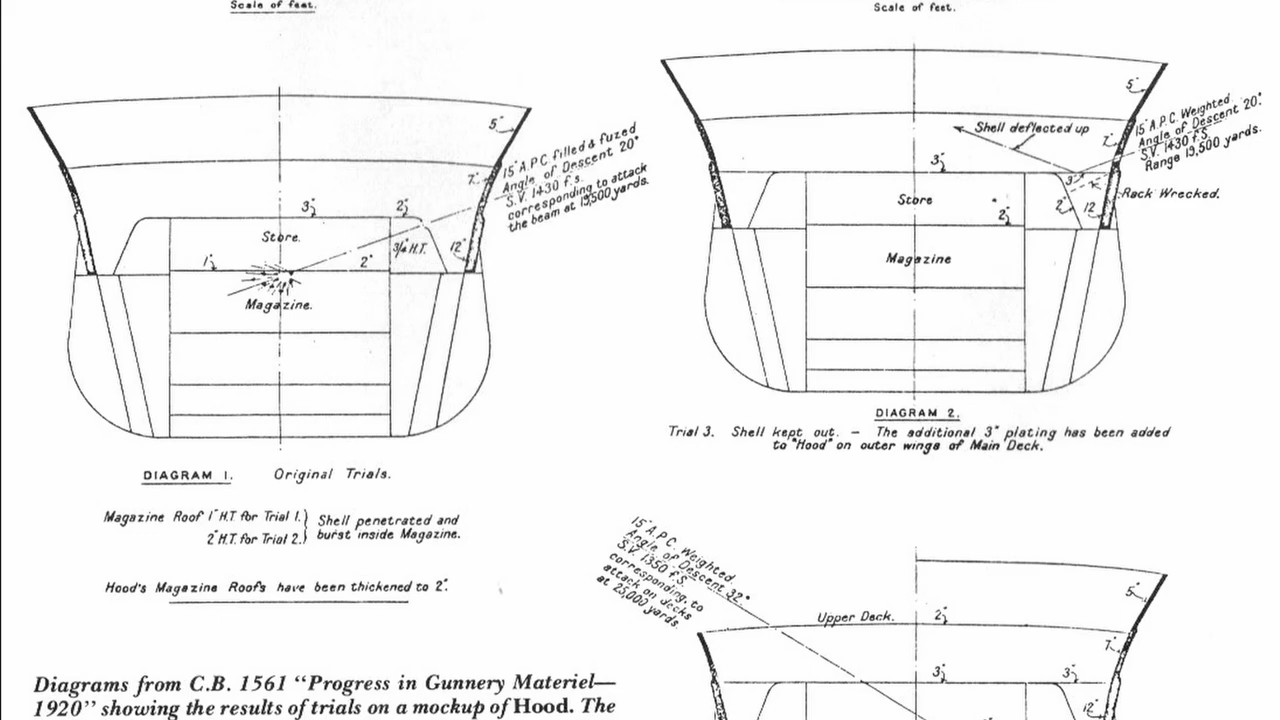 Scale of feet.
5"
7"
15" A.P.C. filled & fuzed
Angle of Descent 20°
S.V. 1430 f.s.
corresponding to attack
the beam at 19,500 yards.
3"
2"
Store.
3/4" H.T.
12"
1"
2"
Magazine.
DIAGRAM 1. Original Trials.
Magazine Roof 1" H.T. for Trial 1.
2" H.T. for Trial 2.
Shell penetrated and
burst inside Magazine.
Hood's Magazine Roofs have been thickened to 2".
Diagrams from C.B. 1561 “Progress in Gunnery Materiel—
1920” showing the results of trials on a mockup of Hood. The
Scale of feet.
5"
15" A.P.C. Weighted.
Angle of Descent 20°.
S.V. 1430 f.s.
Range 19,500 yards.
Shell deflected up
7"
3"
3"
Store
2"
2"
12"
Rack Wrecked.
Magazine
DIAGRAM 2.
Trial 3. Shell kept out. — The additional 3" plating has been added
to "Hood" on outer wings of Main Deck.
15" A.P.C. Weighted.
Angle of Descent 32°
S.V. 1350 f.s.
corresponding to
attack on decks
at 25,000 yards.
Upper Deck.
2"
5"
7"
3"
3"
12"